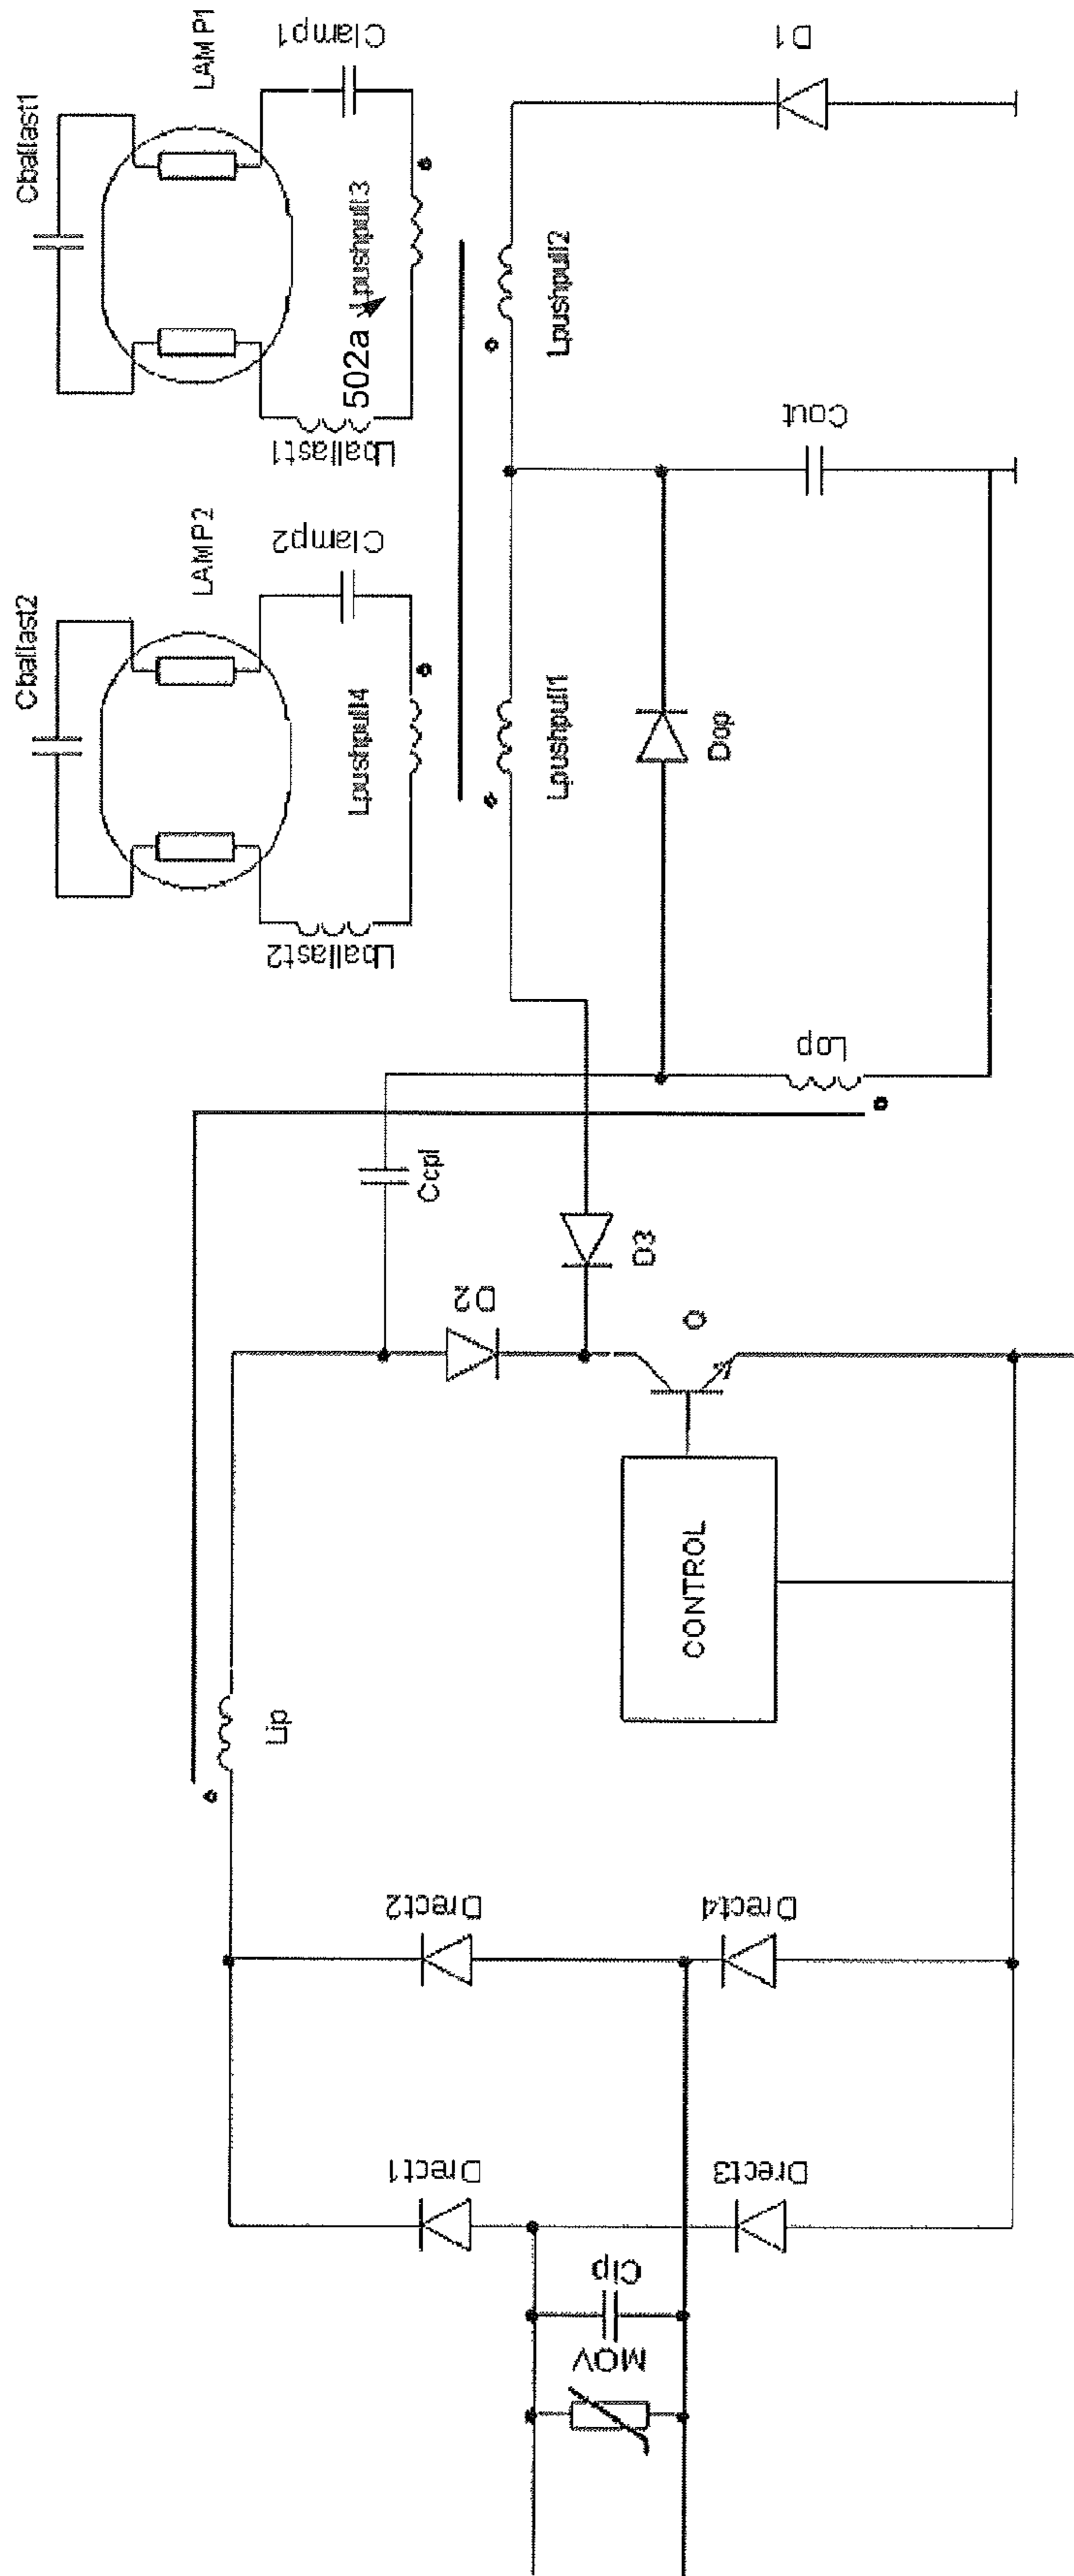 Cballast1
LAMP1
Clamp1
D1
502a
Lpushpull3
Lballast1
Lpushpull2
Cout
Cballast2
LAMP2
Clamp2
Lpushpull4
Lballast2
Lpushpull1
Dop
Lop
Ccpl
D3
D2
Q
CONTROL
Lip
Drect2
Drect4
Drect1
Drect3
Cip
MOV